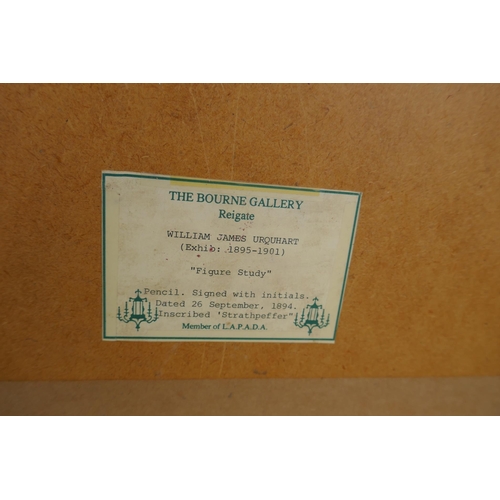 THE BOURNE GALLERY
Reigate
WILLIAM JAMES URQUHART
(Exhib: 1895-1901)
"Figure Study"
Pencil. Signed with initials.
Dated 26 September. 1894.
Inscribed 'Strathpeffer"
Member of L.A.P.A.D.A.